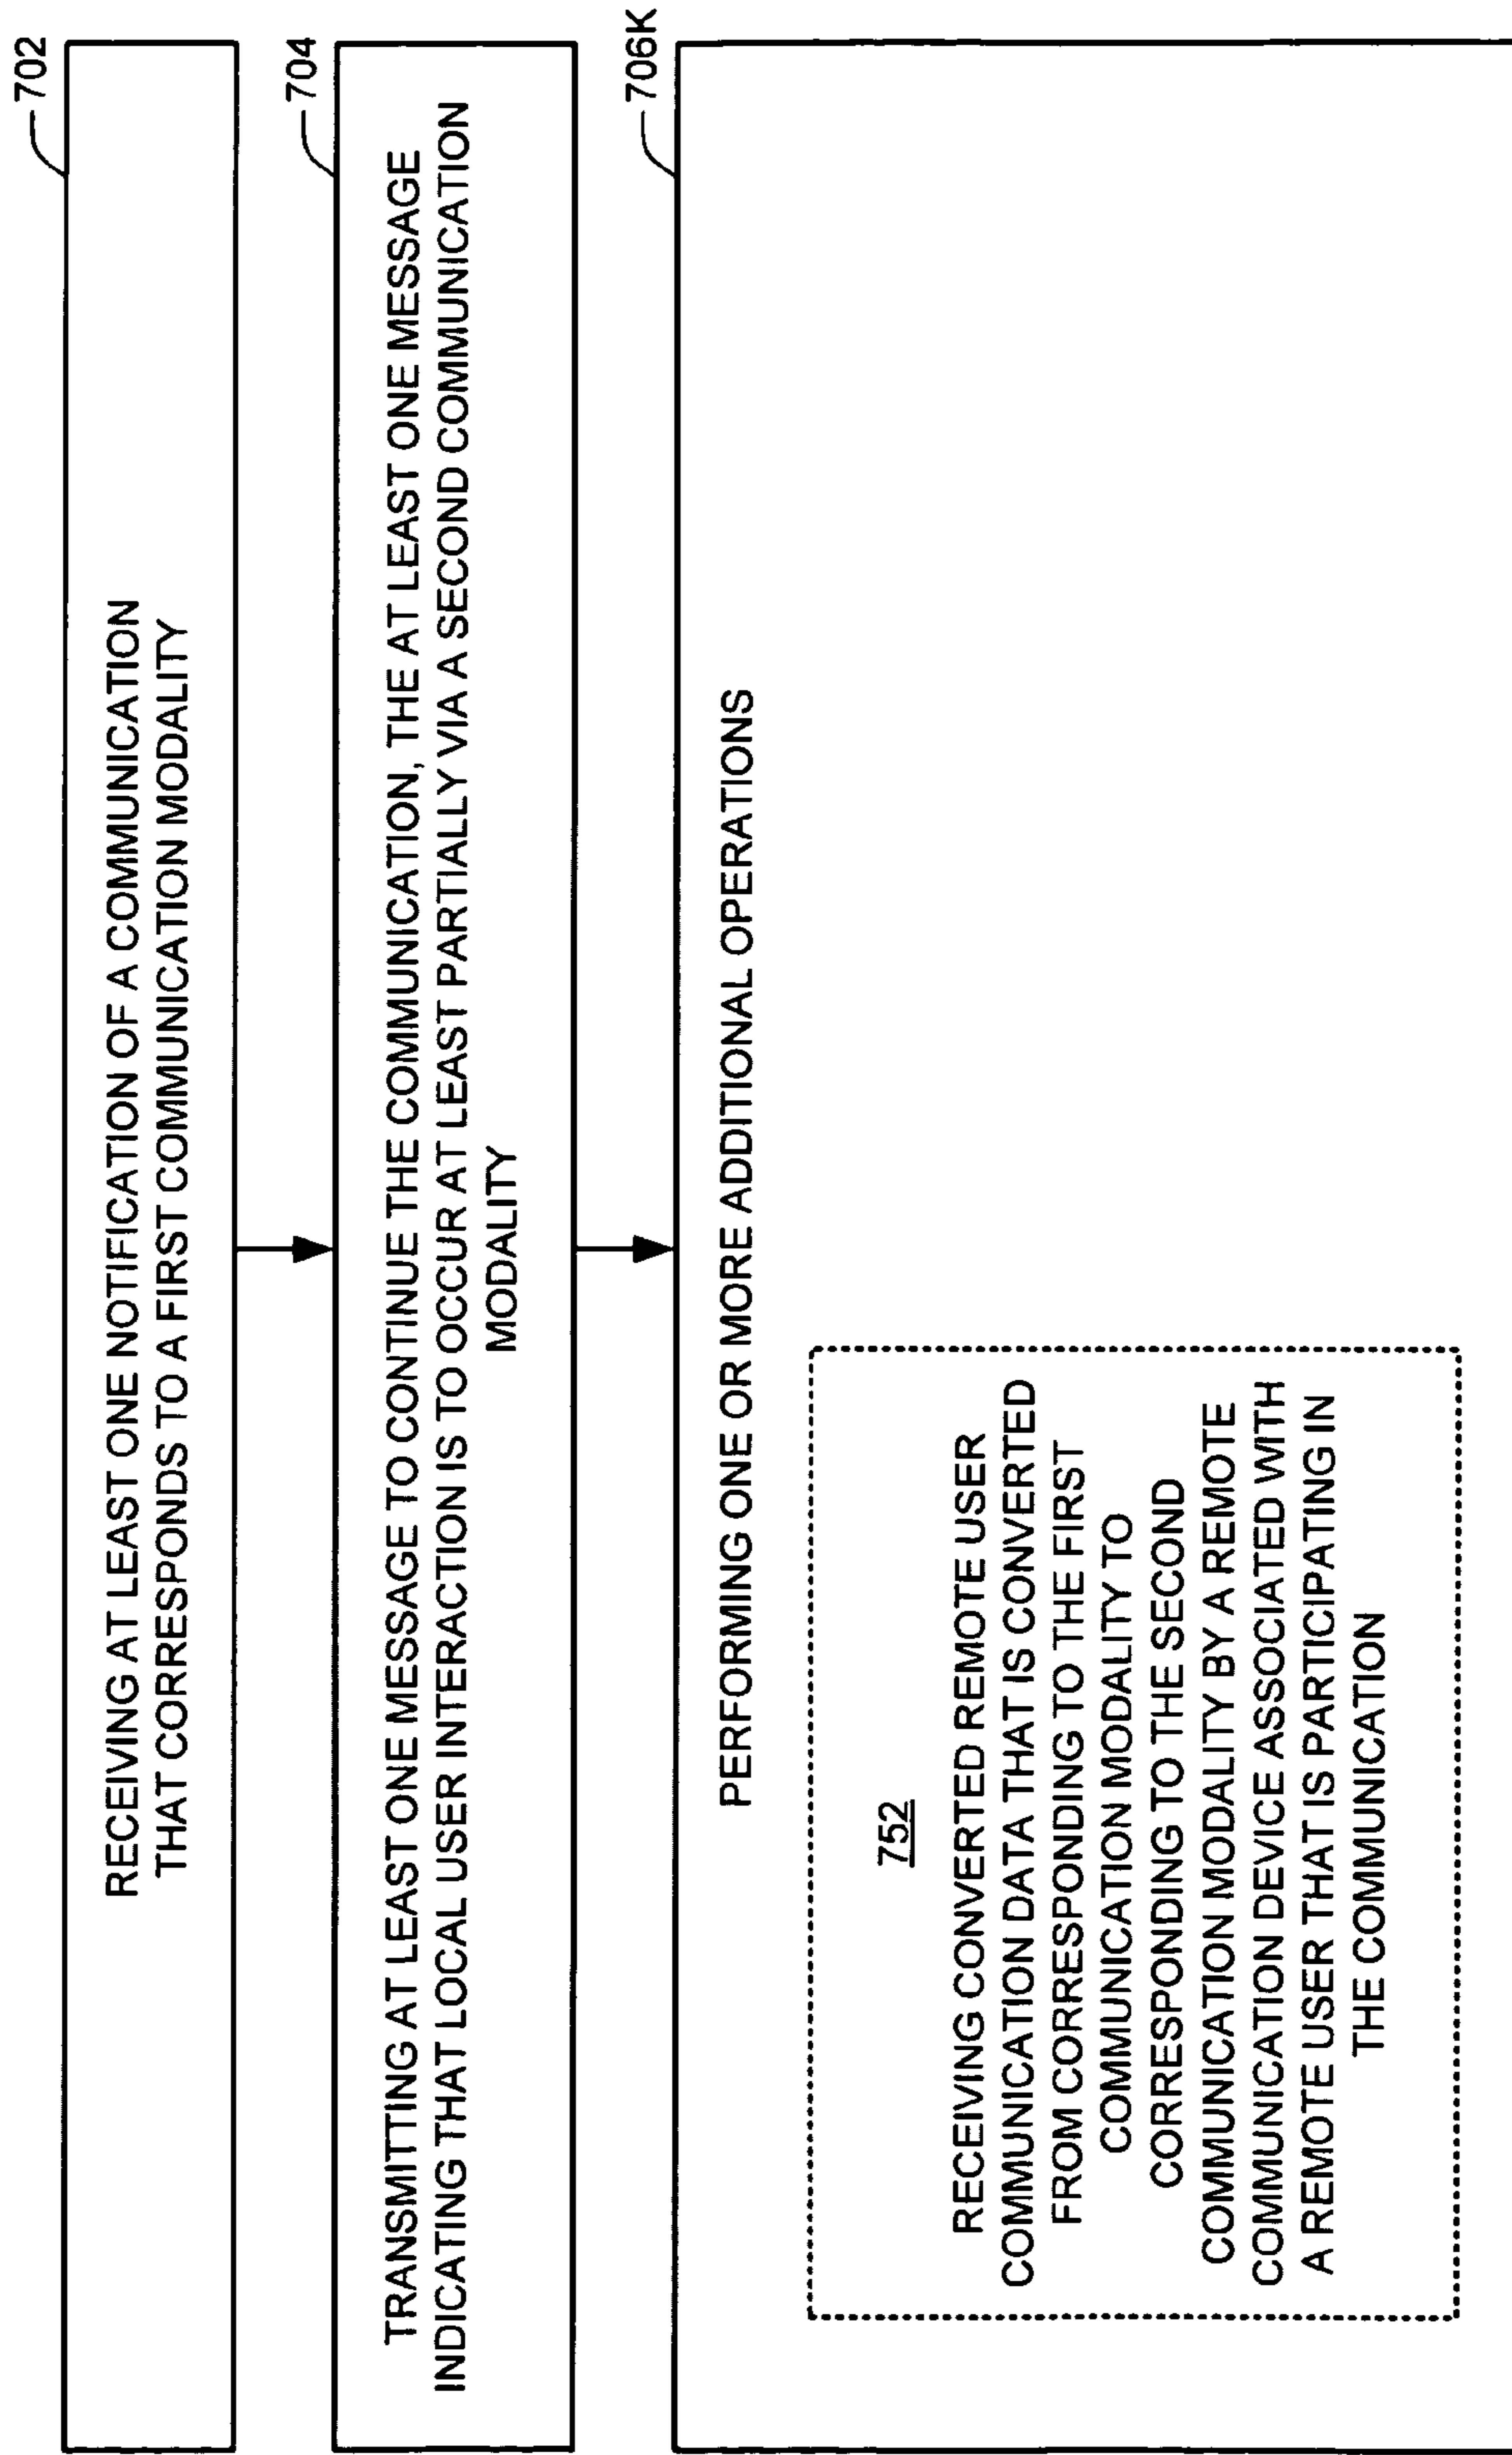 702
RECEIVING AT LEAST ONE NOTIFICATION OF A COMMUNICATION
THAT CORRESPONDS TO A FIRST COMMUNICATION MODALITY
704
TRANSMITTING AT LEAST ONE MESSAGE TO CONTINUE THE COMMUNICATION, THE AT LEAST ONE MESSAGE
INDICATING THAT LOCAL USER INTERACTION IS TO OCCUR AT LEAST PARTIALLY VIA A SECOND COMMUNICATION
MODALITY
706K
PERFORMING ONE OR MORE ADDITIONAL OPERATIONS
752
RECEIVING CONVERTED REMOTE USER
COMMUNICATION DATA THAT IS CONVERTED
FROM CORRESPONDING TO THE FIRST
COMMUNICATION MODALITY TO
CORRESPONDING TO THE SECOND
COMMUNICATION MODALITY BY A REMOTE
COMMUNICATION DEVICE ASSOCIATED WITH
A REMOTE USER THAT IS PARTICIPATING IN
THE COMMUNICATION